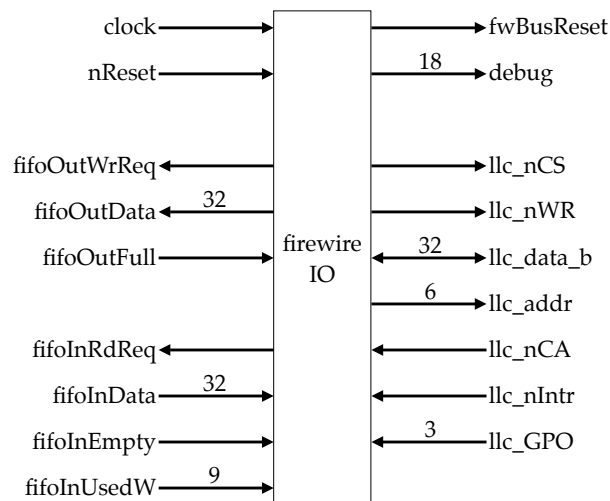 clock
fwBusReset
nReset
18
debug
fifoOutWrReq
llc_nCS
fifoOutData
32
llc_nWR
fifoOutFull
firewire
IO
32
llc_data_b
6
llc_addr
fifoInRdReq
llc_nCA
fifoInData
32
llc_nIntr
fifoInEmpty
3
llc_GPO
fifoInUsedW
9